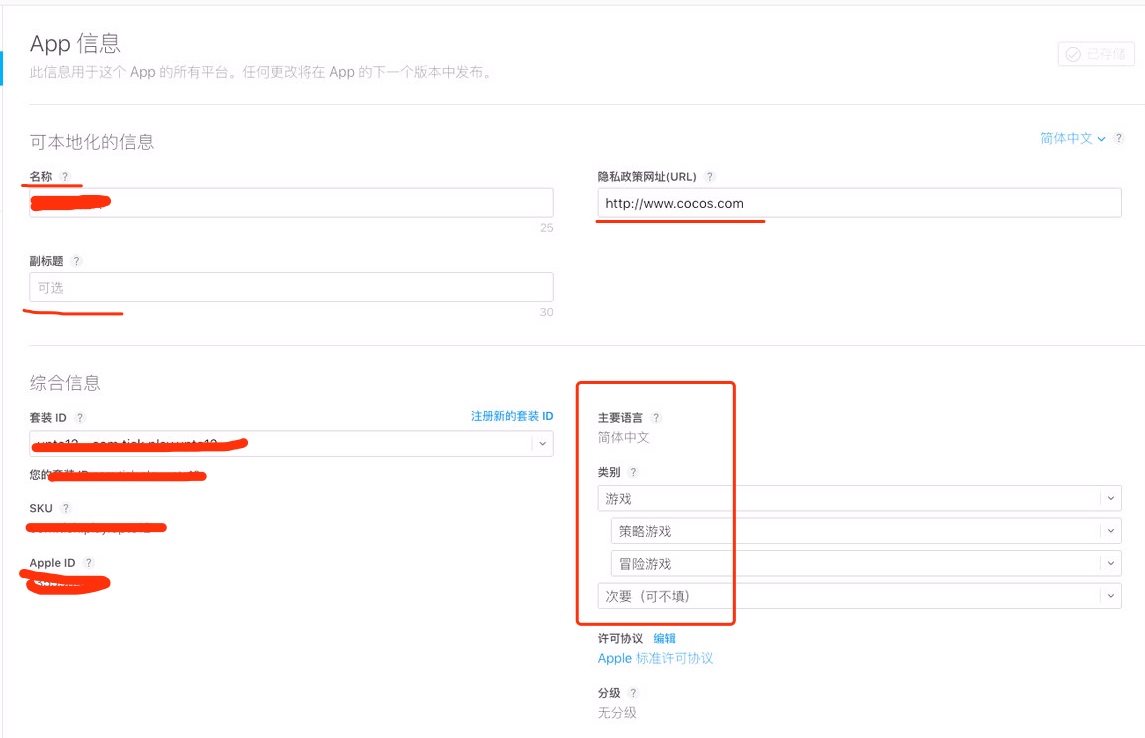 App 信息
已存储
此信息用于这个 App 的所有平台。任何更改将在 App 的下一个版本中发布。
可本地化的信息
简体中文 ?
名称 ?
25
副标题 ?
可选
30
隐私政策网址(URL) ?
http://www.cocos.com
综合信息
套装 ID ?
注册新的套装 ID
您的
SKU ?
Apple ID ?
主要语言 ?
简体中文
类别 ?
游戏
策略游戏
冒险游戏
次要（可不填）
许可协议 编辑
Apple 标准许可协议
分级 ?
无分级